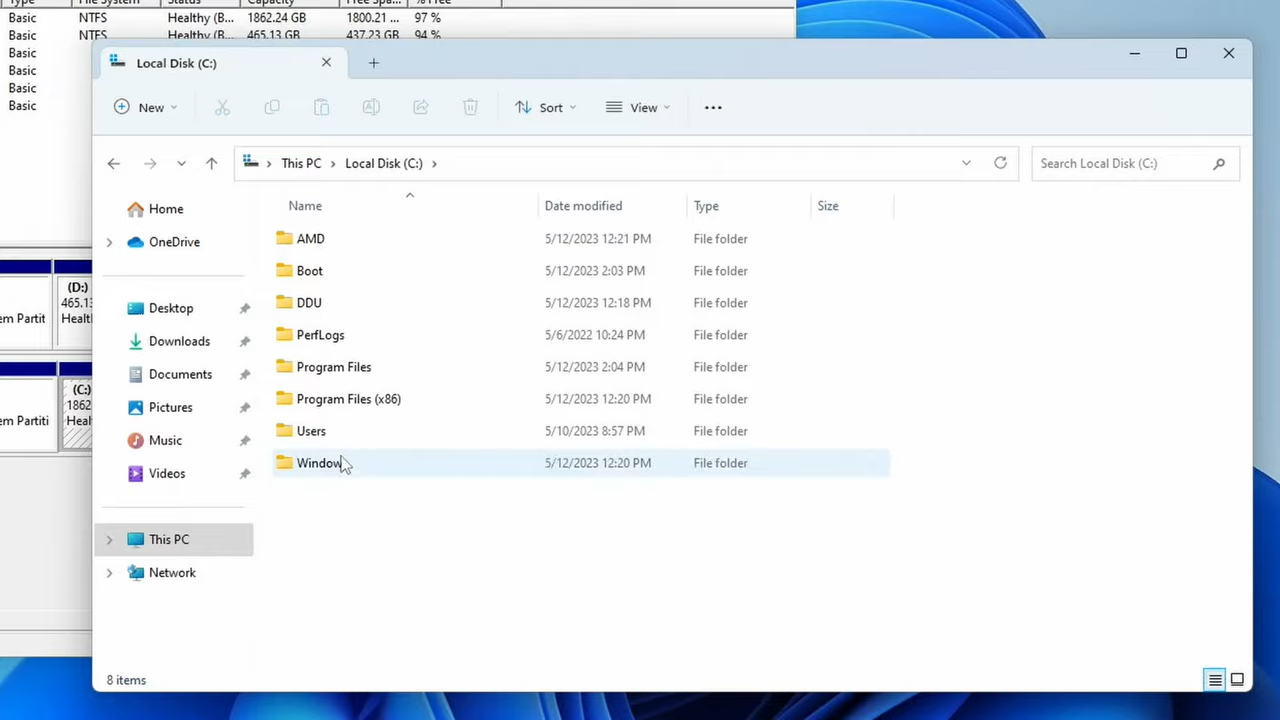 Type File System Status Capacity Free Spa... % Free
Basic NTFS Healthy (B... 1862.24 GB 1800.21 ... 97 %
Basic NTFS Healthy (B... 465.13 GB 437.23 GB 94 %
Basic
Basic
Basic
Basic
Local Disk (C:)
New Sort View
This PC Local Disk (C:) Search Local Disk (C:)
Name Date modified Type Size
AMD 5/12/2023 12:21 PM File folder
Boot 5/12/2023 2:03 PM File folder
DDU 5/12/2023 12:18 PM File folder
PerfLogs 5/6/2022 10:24 PM File folder
Program Files 5/12/2023 2:04 PM File folder
Program Files (x86) 5/12/2023 12:20 PM File folder
Users 5/10/2023 8:57 PM File folder
Window 5/12/2023 12:20 PM File folder
Home
OneDrive
Desktop
Downloads
Documents
Pictures
Music
Videos
This PC
Network
8 items
(D:)
465.13
em Partit Healt
(C:)
1862
em Partiti Heal